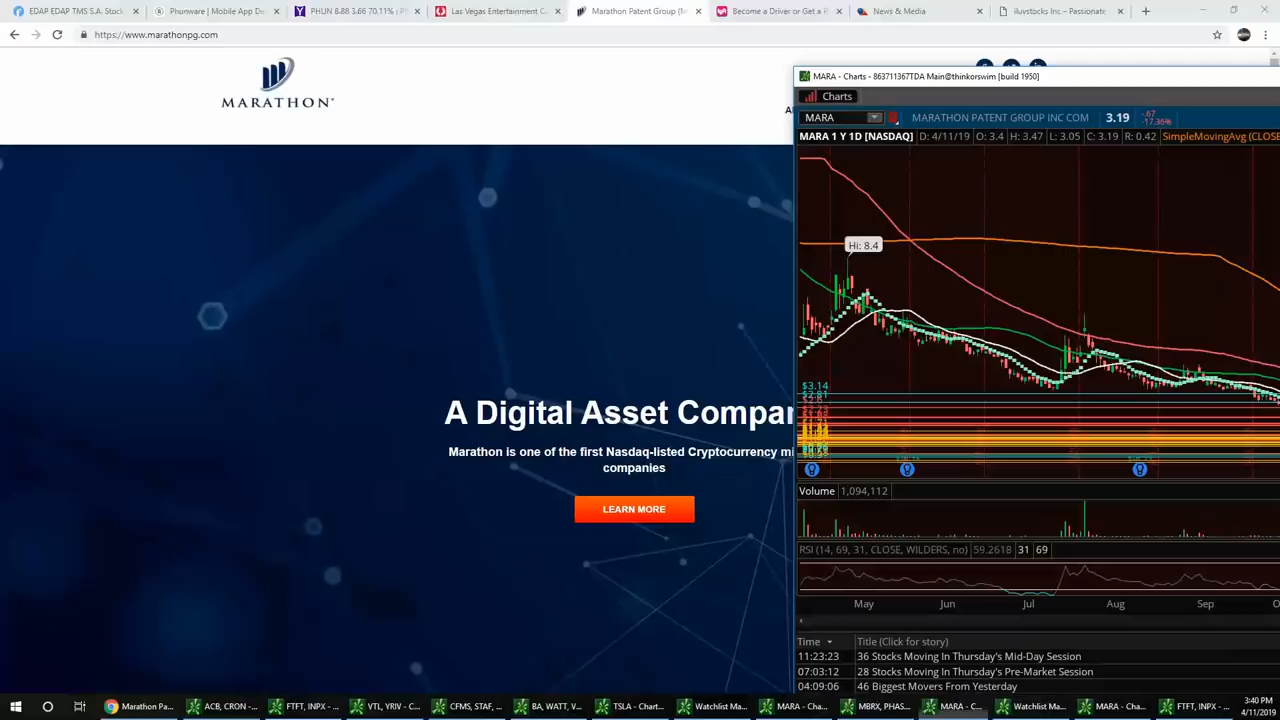 EDAP EDAP TMS S.A. Stock
Phunware | Mobile App De
PHUN 8.88 3.66 70.11% | P
Las Vegas Entertainment C
Marathon Patent Group (M
Become a Driver or Get a R
News & Media
iluvstocks Inc. – Passionate
https://www.marathonpg.com
MARATHON
MARA - Charts - 863711367TDA Main@thinkorswim [build 1950]
Charts
MARA
MARATHON PATENT GROUP INC COM
3.19
-.67
-17.36%
MARA 1 Y 1D [NASDAQ] D: 4/11/19 O: 3.4 H: 3.47 L: 3.05 C: 3.19 R: 0.42 SimpleMovingAvg (CLOSE
Hi: 8.4
$3.14
$2.81
A Digital Asset Compan
Marathon is one of the first Nasdaq-listed Cryptocurrency mi
companies
LEARN MORE
Volume 1,094,112
RSI (14, 69, 31, CLOSE, WILDERS, no) 59.2618 31 69
May Jun Jul Aug Sep
Time Title (Click for story)
11:23:23 36 Stocks Moving In Thursday's Mid-Day Session
07:03:12 28 Stocks Moving In Thursday's Pre-Market Session
04:09:06 46 Biggest Movers From Yesterday
Marathon Pa...
ACB, CRON - ...
FTFT, INPX - ...
VTL, YRIV - C...
CFMS, STAF, ...
BA, WATT, V...
TSLA - Chart...
Watchlist Ma...
MARA - Cha...
MBRX, PHAS...
MARA - C...
Watchlist Ma...
MARA - Cha...
FTFT, INPX - ...
3:40 PM
4/11/2019